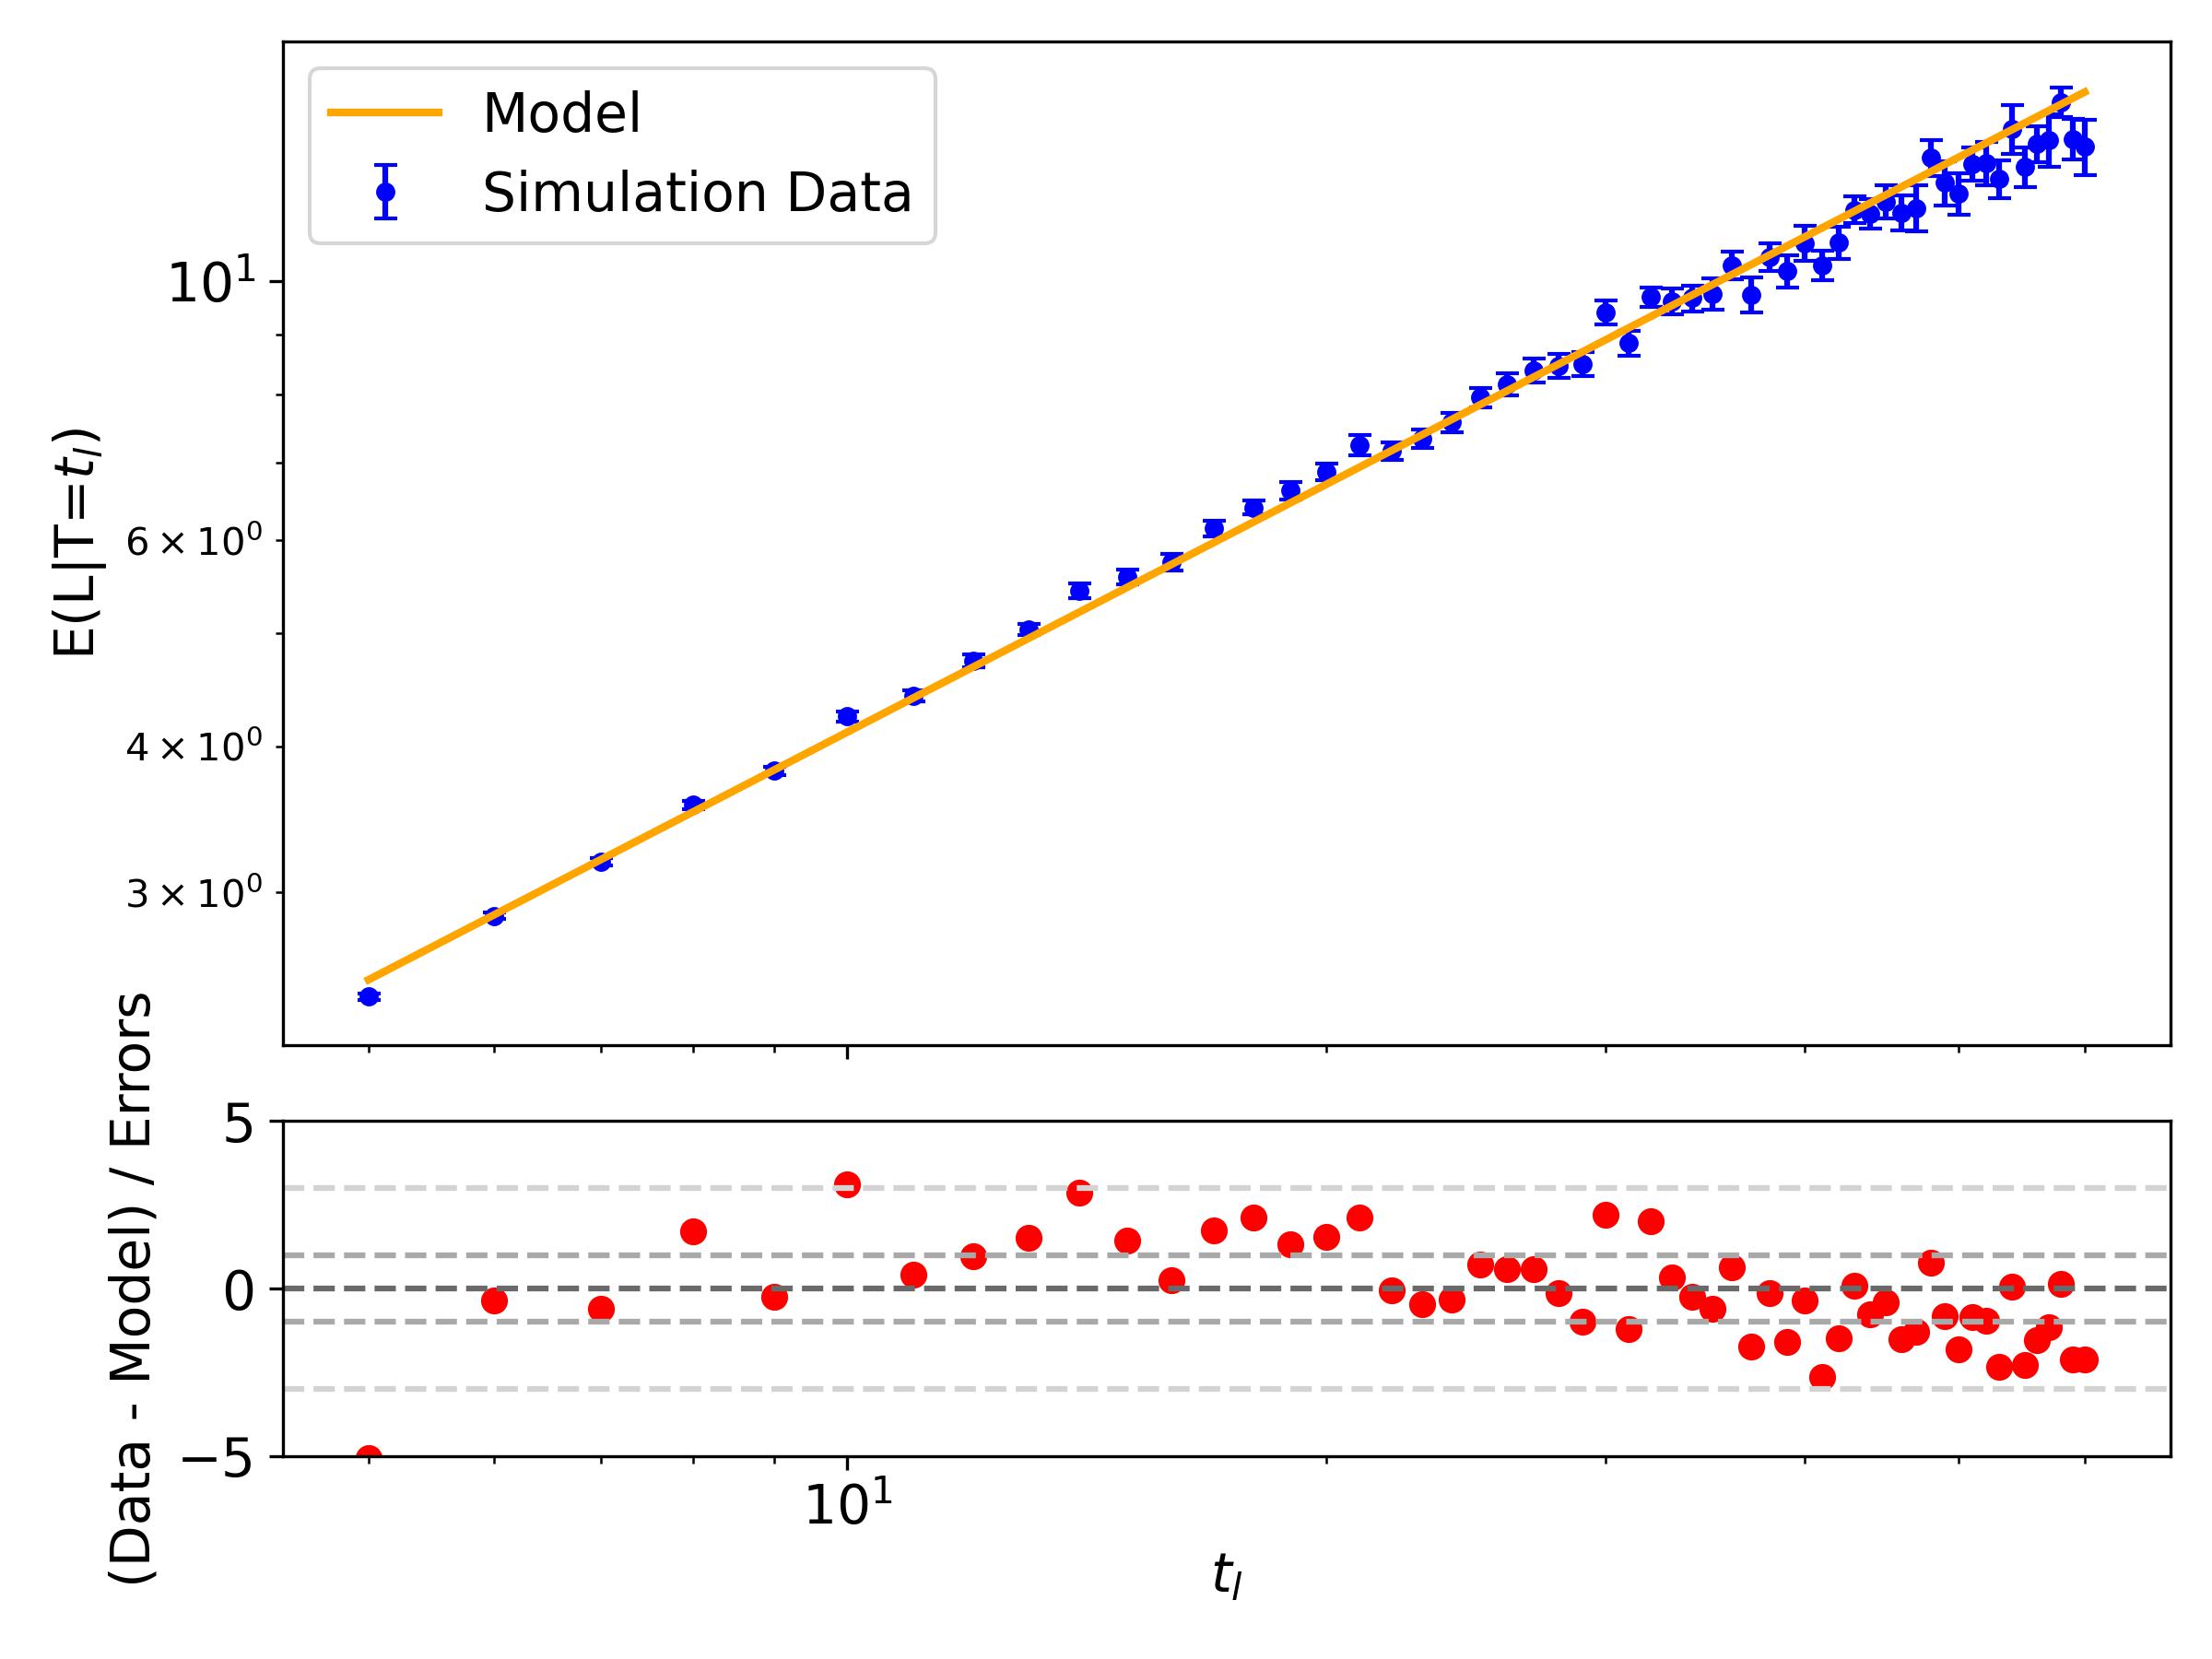 Model
Simulation Data
10¹
6 × 10⁰
4 × 10⁰
3 × 10⁰
E(L|T=tₗ)
5
0
−5
(Data - Model) / Errors
10¹
tₗ